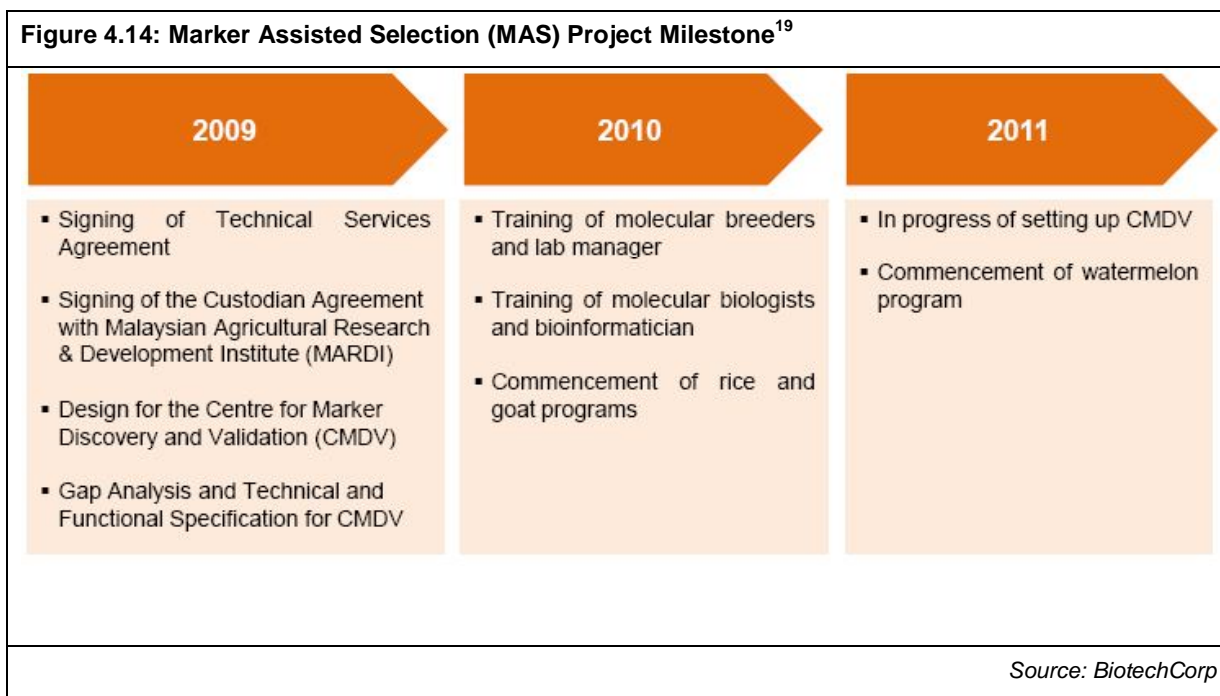 Figure 4.14: Marker Assisted Selection (MAS) Project Milestone19
2009
▪ Signing of Technical Services
Agreement
▪ Signing of the Custodian Agreement
with Malaysian Agricultural Research
& Development Institute (MARDI)
▪ Design for the Centre for Marker
Discovery and Validation (CMDV)
▪ Gap Analysis and Technical and
Functional Specification for CMDV
2010
▪ Training of molecular breeders
and lab manager
▪ Training of molecular biologists
and bioinformatician
▪ Commencement of rice and
goat programs
2011
▪ In progress of setting up CMDV
▪ Commencement of watermelon
program
Source: BiotechCorp